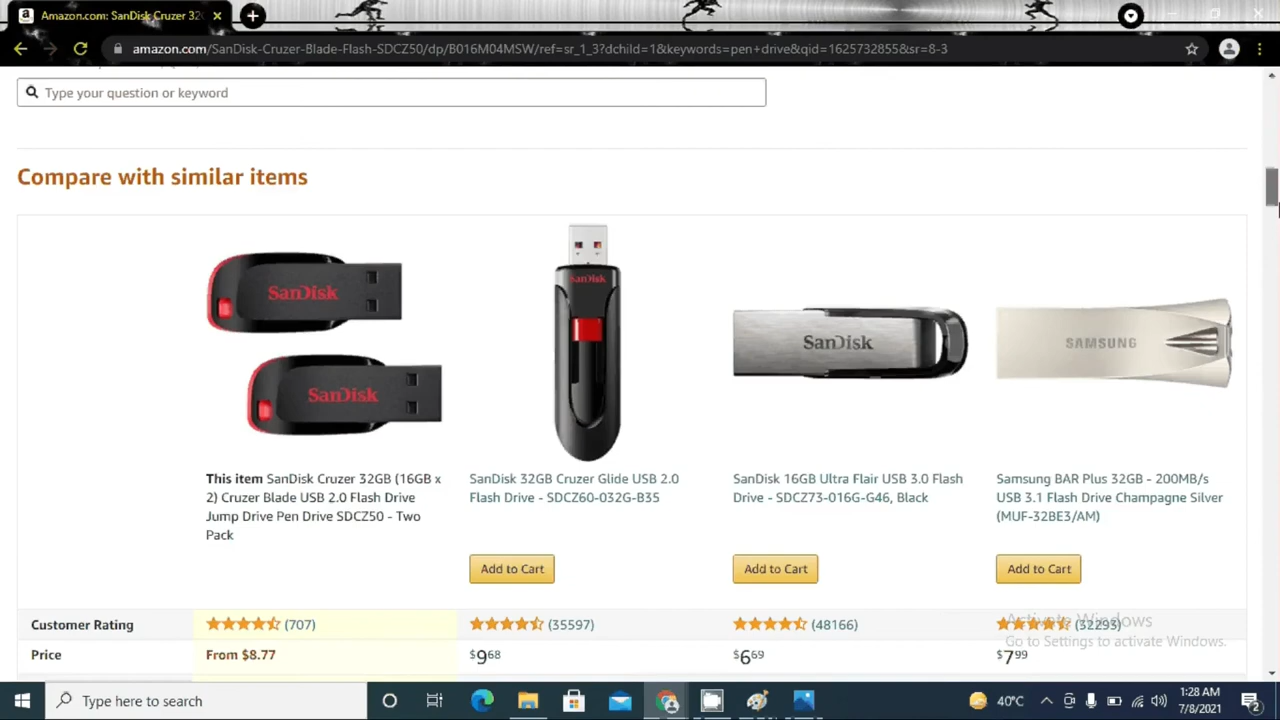 Amazon.com: SanDisk Cruzer 32G
amazon.com/SanDisk-Cruzer-Blade-Flash-SDCZ50/dp/B016M04MSW/ref=sr_1_3?dchild=1&keywords=pen+drive&qid=1625732855&sr=8-3
Type your question or keyword
Compare with similar items
SanDisk
SanDisk
SanDisk
SanDisk
SAMSUNG
This item SanDisk Cruzer 32GB (16GB x
2) Cruzer Blade USB 2.0 Flash Drive
Jump Drive Pen Drive SDCZ50 - Two
Pack
SanDisk 32GB Cruzer Glide USB 2.0
Flash Drive - SDCZ60-032G-B35
SanDisk 16GB Ultra Flair USB 3.0 Flash
Drive - SDCZ73-016G-G46, Black
Samsung BAR Plus 32GB - 200MB/s
USB 3.1 Flash Drive Champagne Silver
(MUF-32BE3/AM)
Add to Cart
Add to Cart
Add to Cart
Customer Rating (707) (35597) (48166) (32293)
Price From $8.77 $9.68 $6.69 $7.99
Activate Windows
Go to Settings to activate Windows.
Type here to search
40°C
1:28 AM
7/8/2021
2